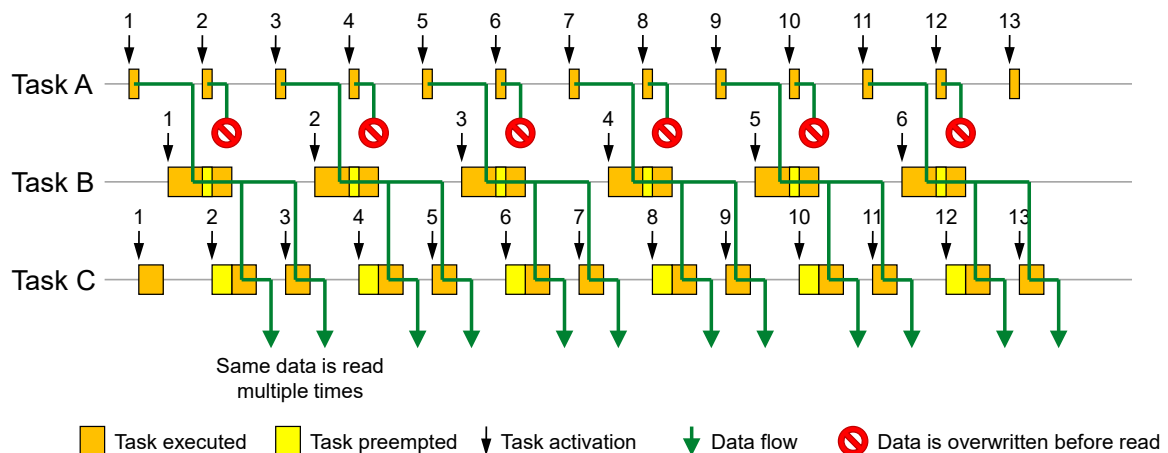 1 2 3 4 5 6 7 8 9 10 11 12 13
Task A
1 2 3 4 5 6
Task B
1 2 3 4 5 6 7 8 9 10 11 12 13
Task C
Same data is read
multiple times
Task executed Task preempted Task activation Data flow Data is overwritten before read